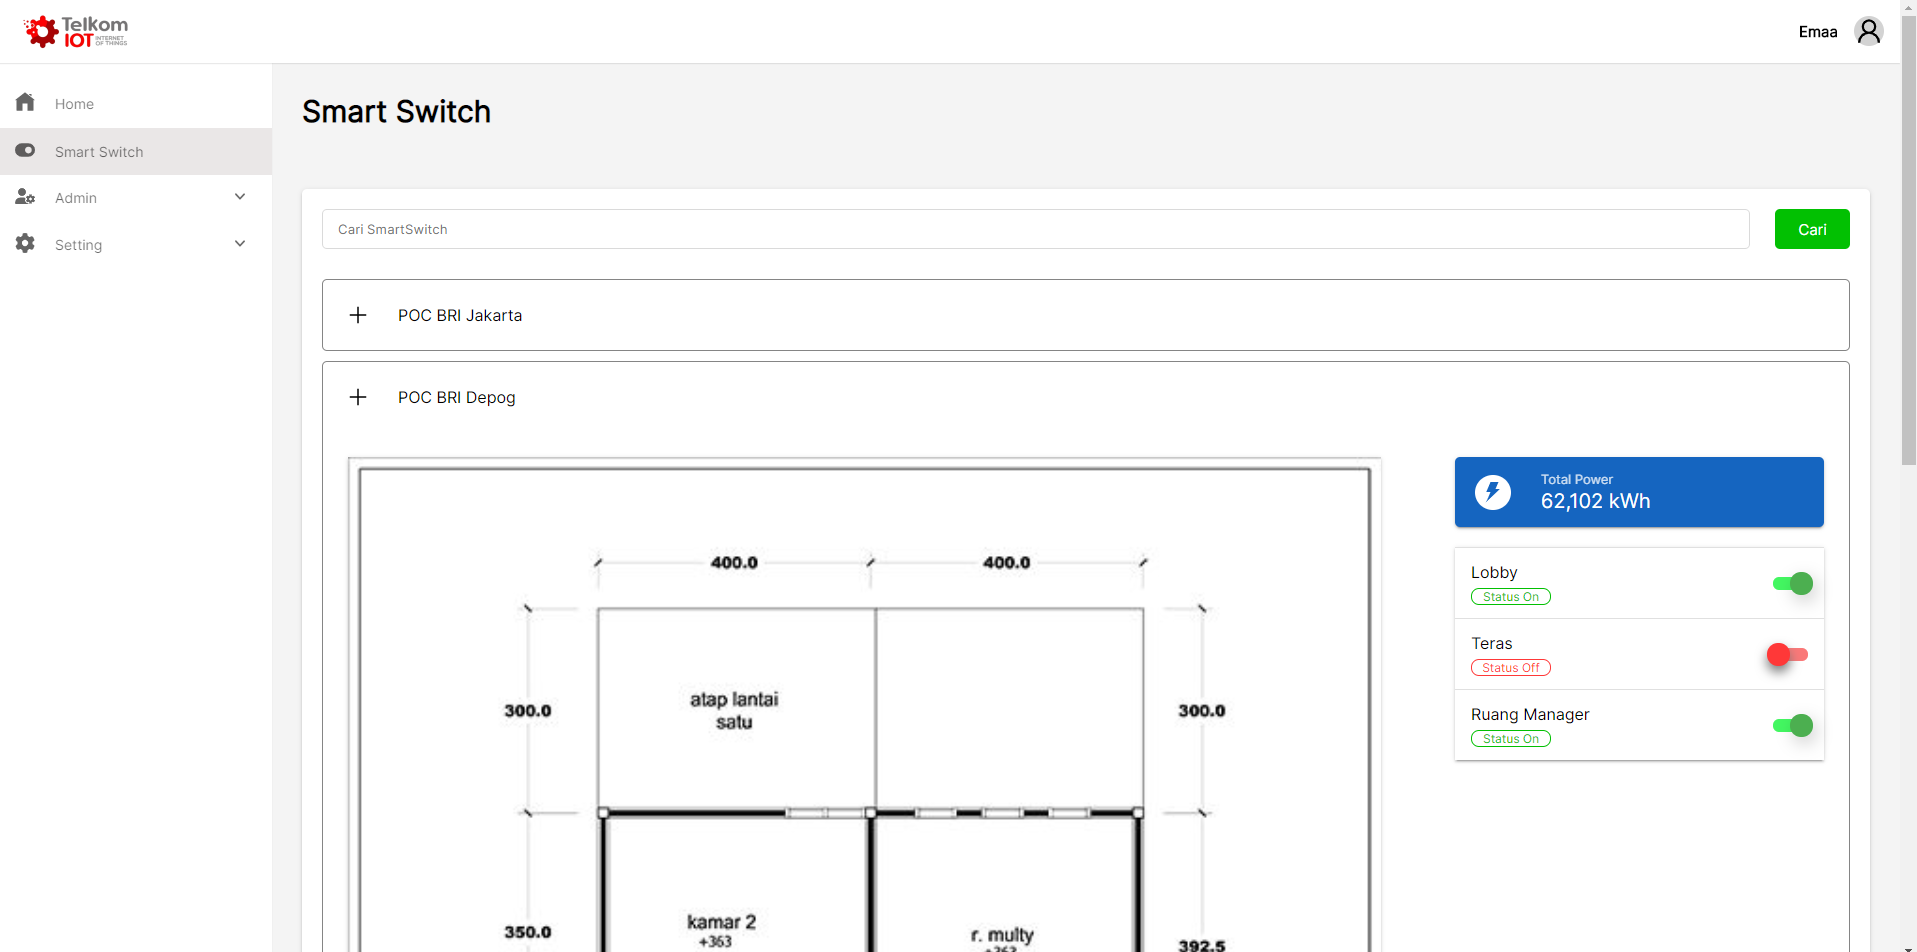 Telkom
IOT INTERNET OF THINGS
Emaa
Home
Smart Switch
Admin
Setting
Smart Switch
Cari SmartSwitch
Cari
POC BRI Jakarta
POC BRI Depog
Total Power
62,102 kWh
Lobby
Status On
Teras
Status Off
Ruang Manager
Status On
400.0 400.0
300.0
atap lantai
satu
300.0
350.0
kamar 2
+363
r. multy
+363
392.5